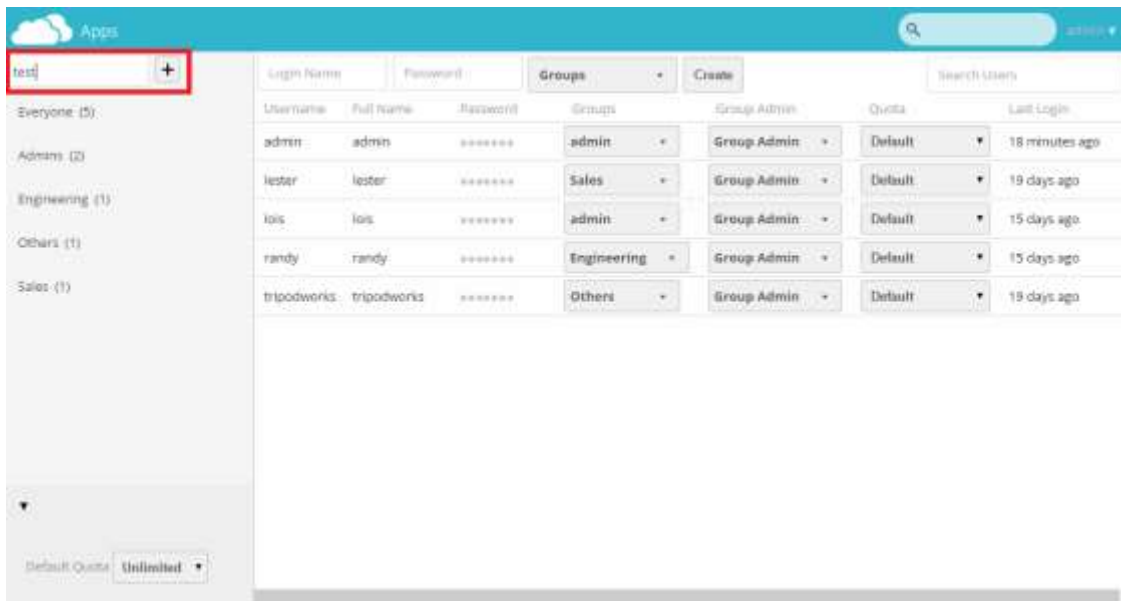 Apps
admin
test +
Login Name Password Groups Create Search Users
Everyone (5)
Username Full Name Password Groups Group Admin Quota Last Login
admin admin admin Group Admin Default 18 minutes ago
Admins (2)
lester lester Sales Group Admin Default 19 days ago
Engineering (1)
lois lois admin Group Admin Default 15 days ago
Others (1)
randy randy Engineering Group Admin Default 15 days ago
Sales (1)
tripodworks tripodworks Others Group Admin Default 19 days ago
Default Quota Unlimited